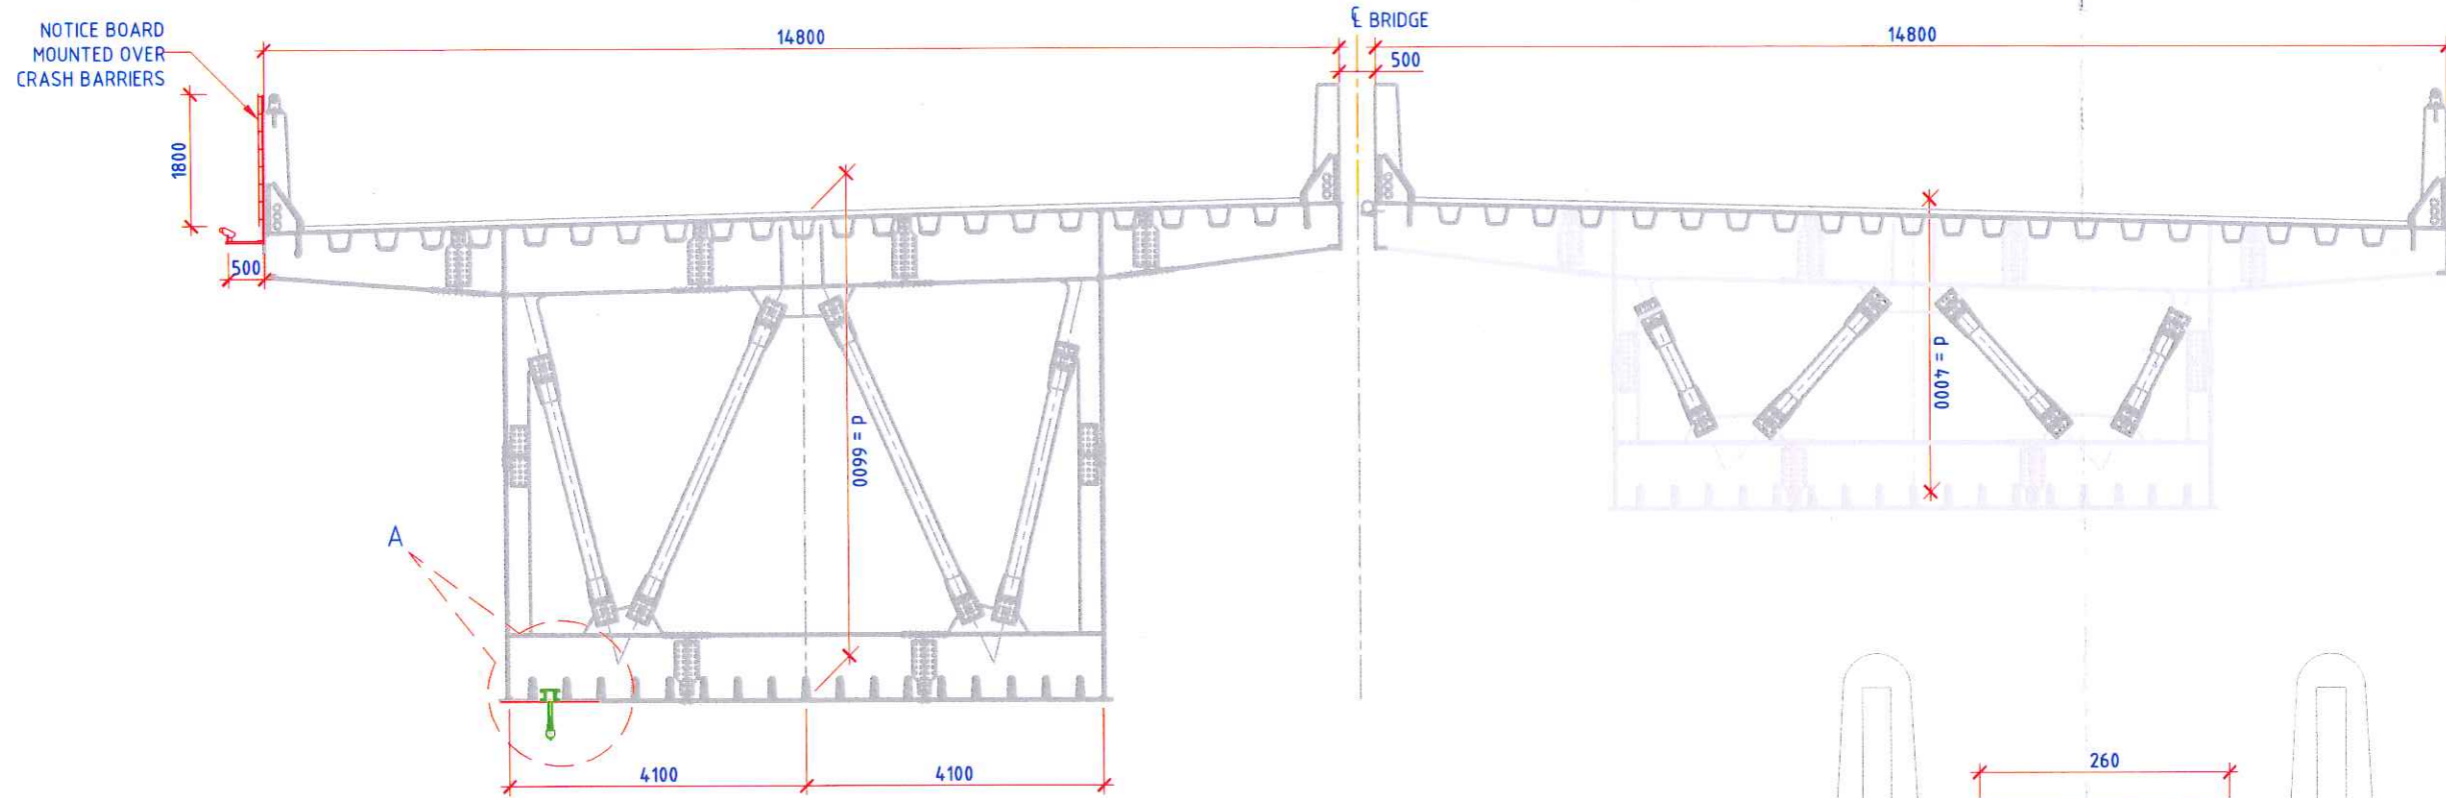 NOTICE BOARD
MOUNTED OVER
CRASH BARRIERS
14800
℄ BRIDGE
500
14800
1800
500
d = 6600
d = 4000
A
4100
4100
260